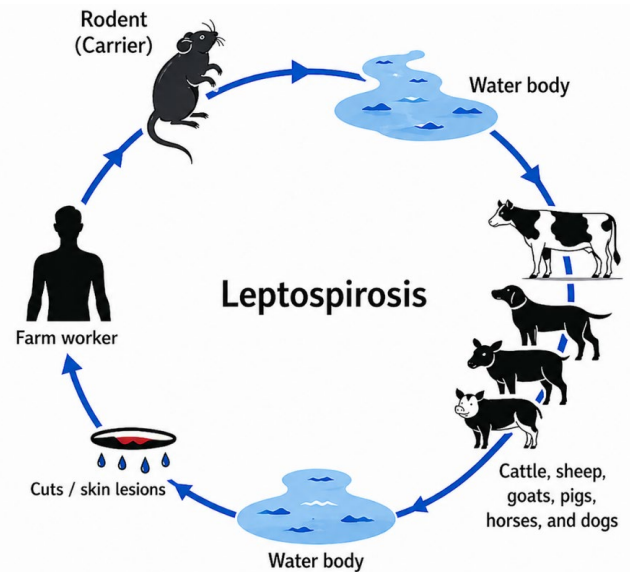 Rodent
(Carrier)
Water body
Leptospirosis
Farm worker
Cuts / skin lesions
Cattle, sheep,
goats, pigs,
horses, and dogs
Water body